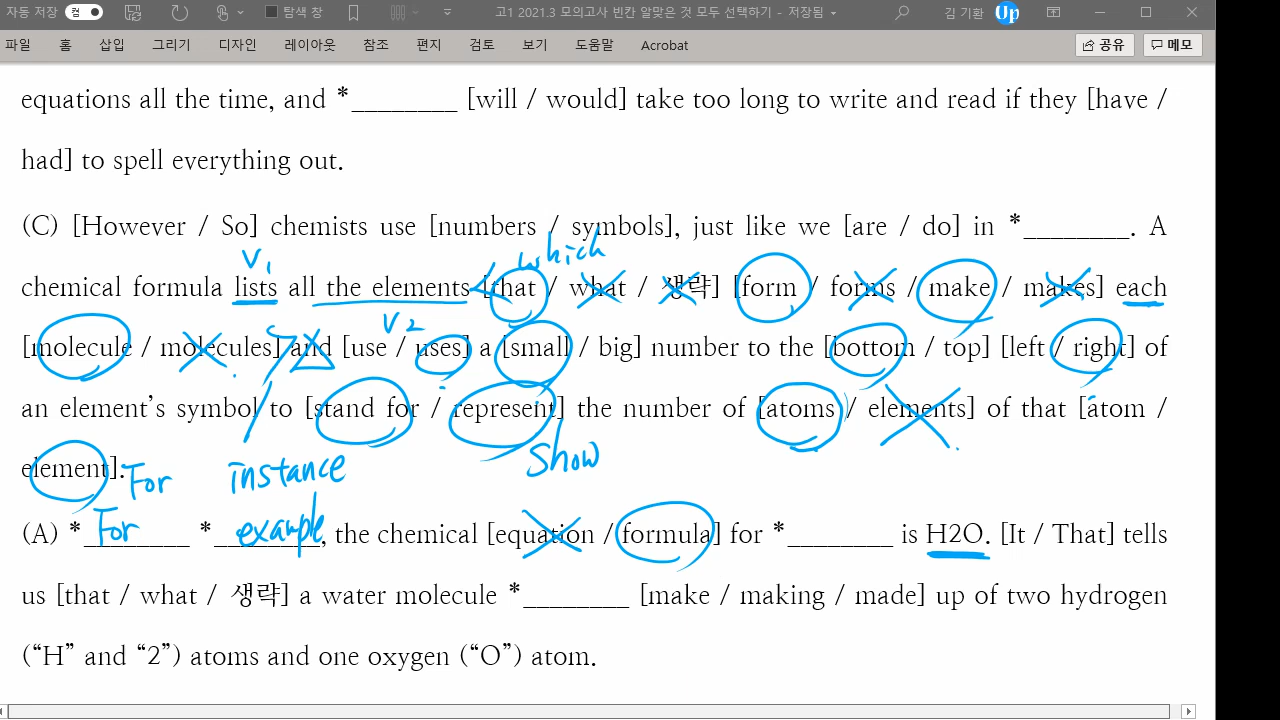 자동 저장 컴 탐색 창 고1 2021.3 모의고사 빈칸 알맞은 것 모두 선택하기 - 저장됨 김 기환 Up
파일 홈 삽입 그리기 디자인 레이아웃 참조 편지 검토 보기 도움말 Acrobat 공유 메모
equations all the time, and *________ [will / would] take too long to write and read if they [have /
had] to spell everything out.
(C) [However / So] chemists use [numbers / symbols], just like we [are / do] in *________. A
V1 which
chemical formula lists all the elements [that / what / 생략] [form / forms / make / makes] each
V2
[molecule / molecules] and [use / uses] a [small / big] number to the [bottom / top] [left / right] of
an element's symbol to [stand for / represent] the number of [atoms / elements] of that [atom /
show
element].
For instance
For example
(A) *________ *________, the chemical [equation / formula] for *________ is H2O. [It / That] tells
us [that / what / 생략] a water molecule *________ [make / making / made] up of two hydrogen
("H" and "2") atoms and one oxygen ("O") atom.